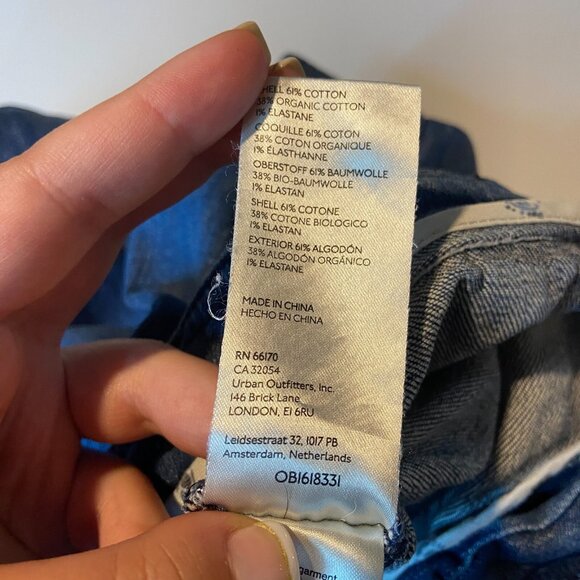 SHELL 61% COTTON
38% ORGANIC COTTON
1% ELASTANE
COQUILLE 61% COTON
38% COTON ORGANIQUE
1% ÉLASTHANNE
OBERSTOFF 61% BAUMWOLLE
38% BIO-BAUMWOLLE
1% ELASTAN
SHELL 61% COTONE
38% COTONE BIOLOGICO
1% ELASTAN
EXTERIOR 61% ALGODÓN
38% ALGODÓN ORGÁNICO
1% ELASTANE
MADE IN CHINA
HECHO EN CHINA
RN 66170
CA 32054
Urban Outfitters, Inc.
146 Brick Lane
LONDON, E1 6RU
Leidsestraat 32, 1017 PB
Amsterdam, Netherlands
OB1618331
garment